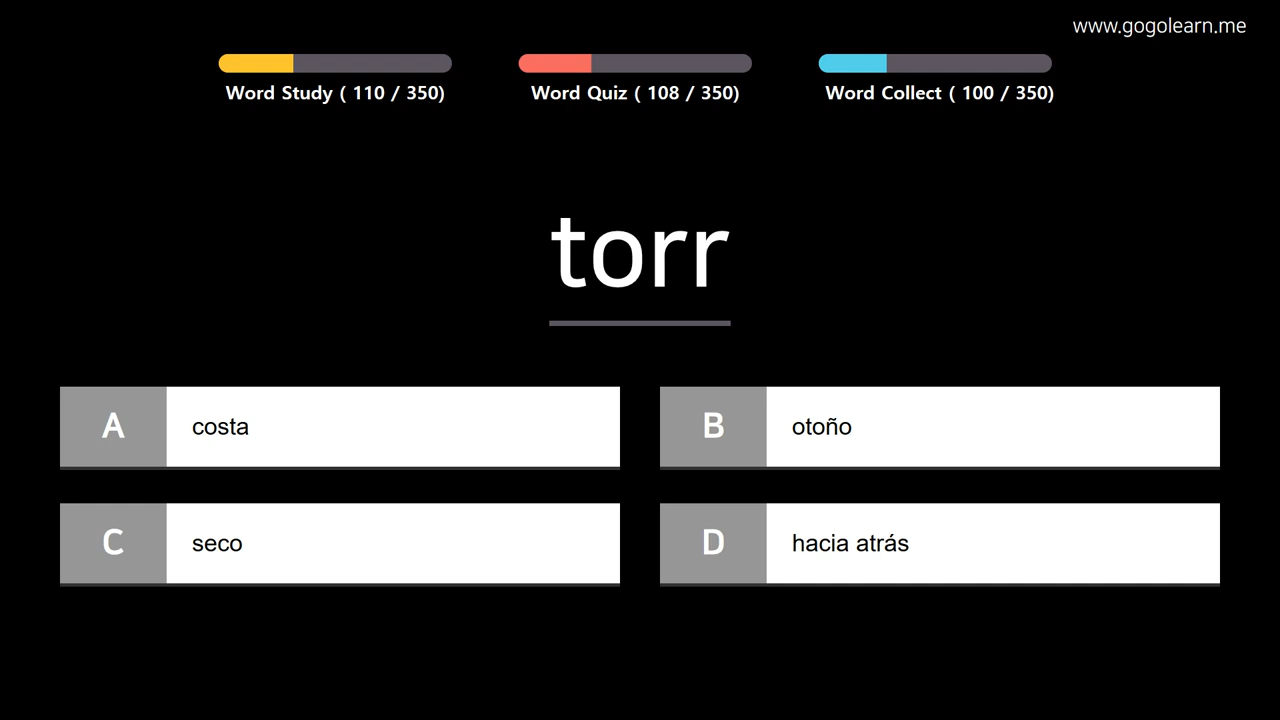 www.gogolearn.me
Word Study ( 110 / 350)
Word Quiz ( 108 / 350)
Word Collect ( 100 / 350)
torr
A costa
B otoño
C seco
D hacia atrás